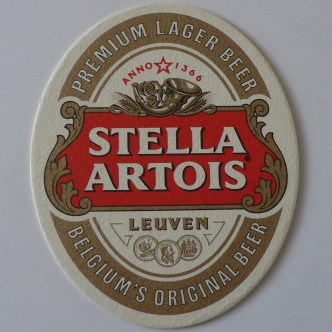 PREMIUM LAGER BEER
ANNO ☆ 1366
STELLA
ARTOIS
LEUVEN
BELGIUM'S ORIGINAL BEER